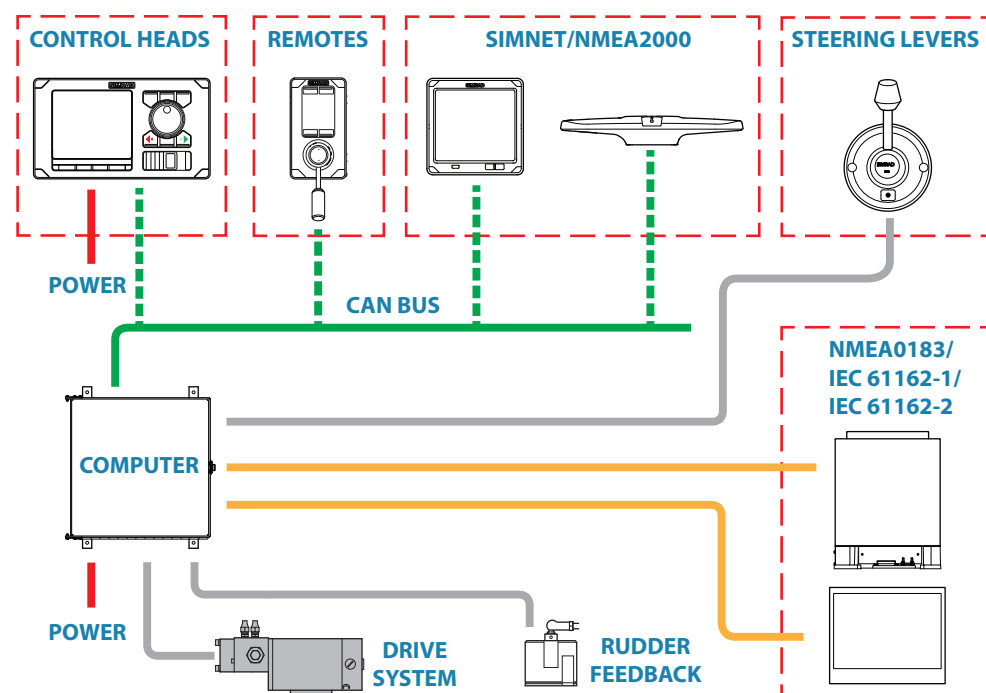 CONTROL HEADS
REMOTES
SIMNET/NMEA2000
STEERING LEVERS
SIMRAD
POWER
CAN BUS
NMEA0183/
IEC 61162-1/
IEC 61162-2
COMPUTER
POWER
DRIVE
SYSTEM
RUDDER
FEEDBACK